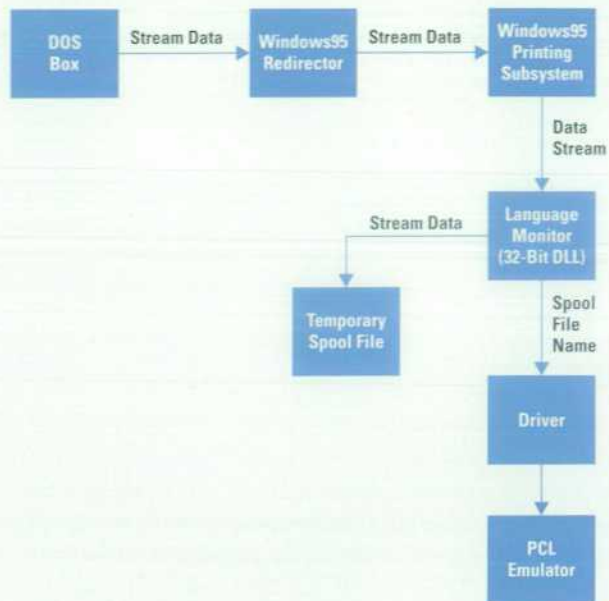 DOS
Box
Stream Data
Windows95
Redirector
Stream Data
Windows95
Printing
Subsystem
Data
Stream
Language
Monitor
(32-Bit DLL)
Stream Data
Temporary
Spool File
Spool
File
Name
Driver
PCL
Emulator